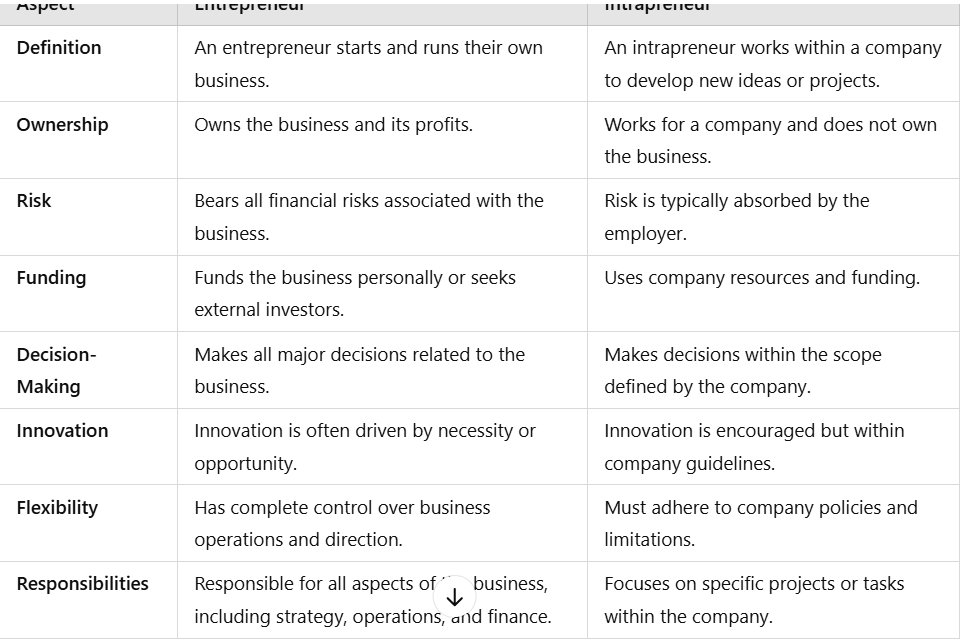 Aspect Entrepreneur Intrapreneur
Definition An entrepreneur starts and runs their own An intrapreneur works within a company
business. to develop new ideas or projects.
Ownership Owns the business and its profits. Works for a company and does not own
the business.
Risk Bears all financial risks associated with the Risk is typically absorbed by the
business. employer.
Funding Funds the business personally or seeks Uses company resources and funding.
external investors.
Decision- Makes all major decisions related to the Makes decisions within the scope
Making business. defined by the company.
Innovation Innovation is often driven by necessity or Innovation is encouraged but within
opportunity. company guidelines.
Flexibility Has complete control over business Must adhere to company policies and
operations and direction. limitations.
Responsibilities Responsible for all aspects of business, Focuses on specific projects or tasks
including strategy, operations, and finance. within the company.